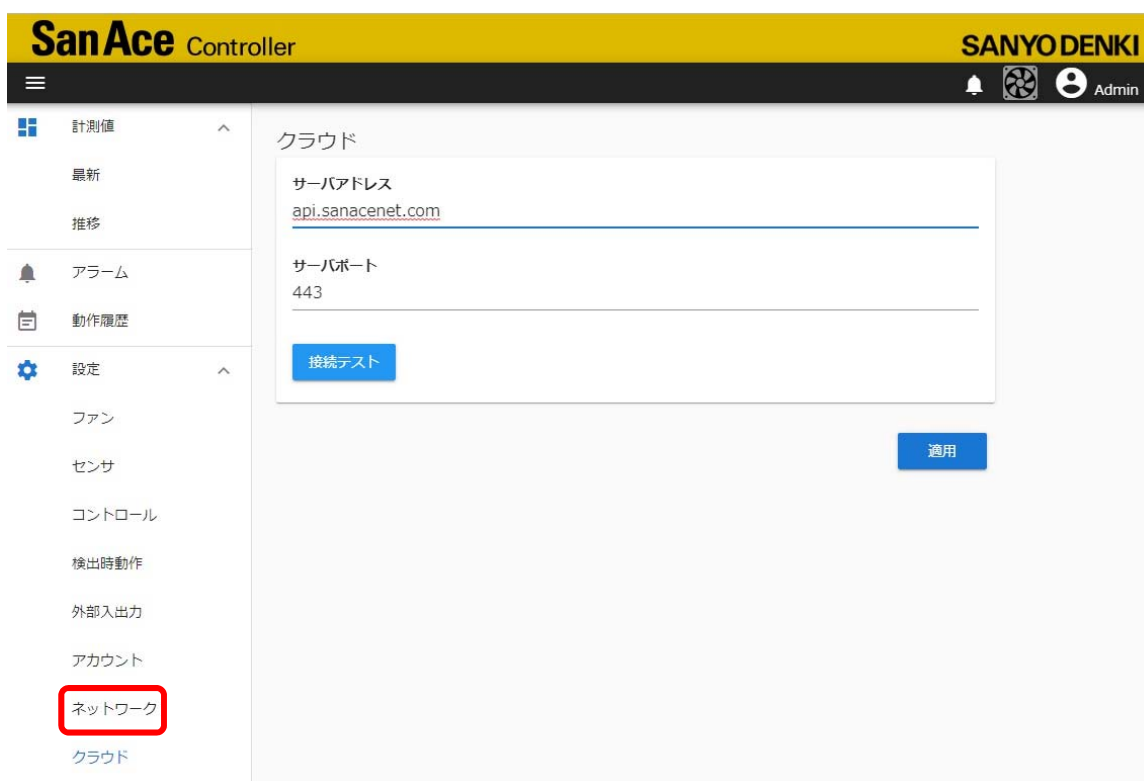 San Ace Controller
SANYO DENKI
Admin
計測値
最新
推移
アラーム
動作履歴
設定
ファン
センサ
コントロール
検出時動作
外部入出力
アカウント
ネットワーク
クラウド
クラウド
サーバアドレス
api.sanacenet.com
サーバポート
443
接続テスト
適用